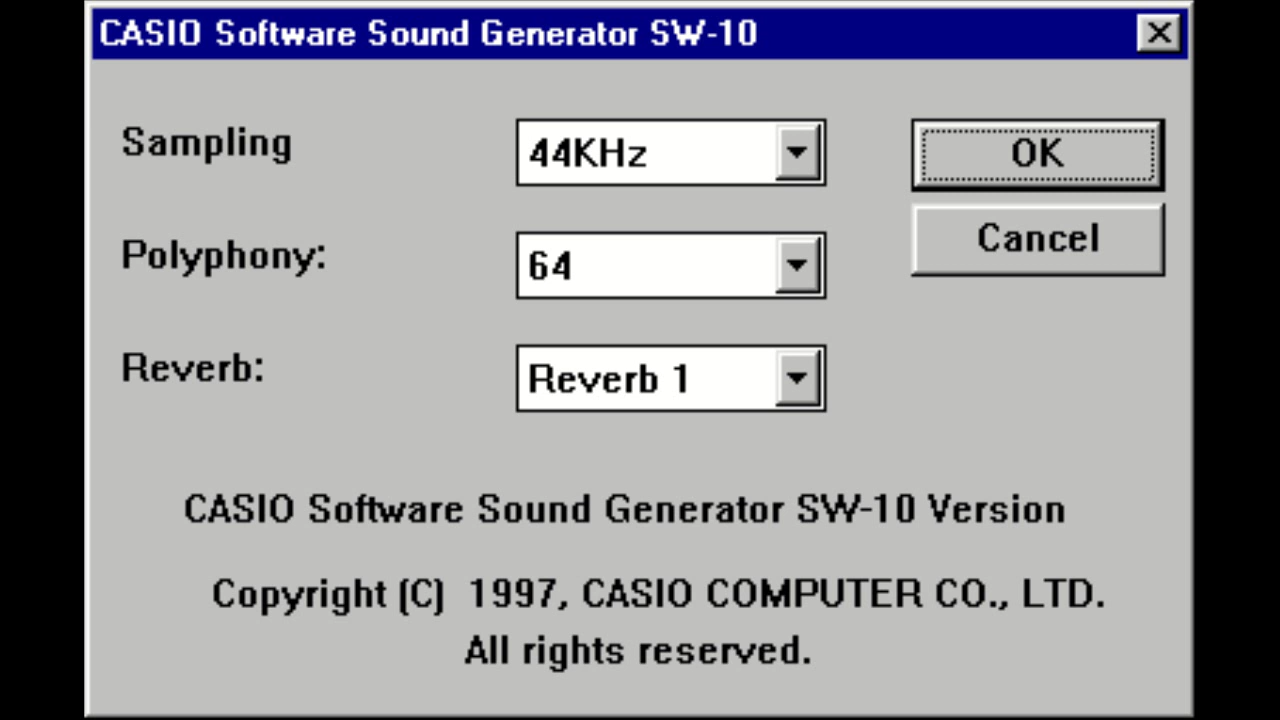 CASIO Software Sound Generator SW-10
Sampling
44KHz
OK
Cancel
Polyphony:
64
Reverb:
Reverb 1
CASIO Software Sound Generator SW-10 Version
Copyright (C)  1997, CASIO COMPUTER CO., LTD.
All rights reserved.